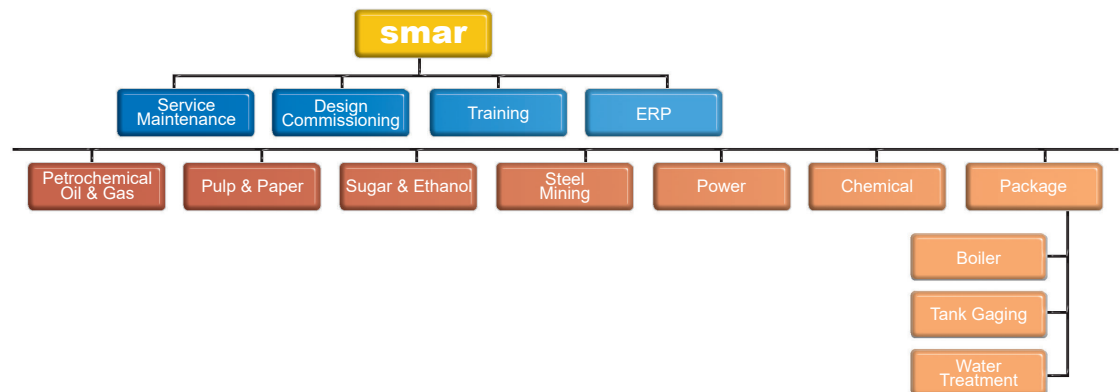 smar
Service
Maintenance
Design
Commissioning
Training
ERP
Petrochemical
Oil & Gas
Pulp & Paper
Sugar & Ethanol
Steel
Mining
Power
Chemical
Package
Boiler
Tank Gaging
Water
Treatment